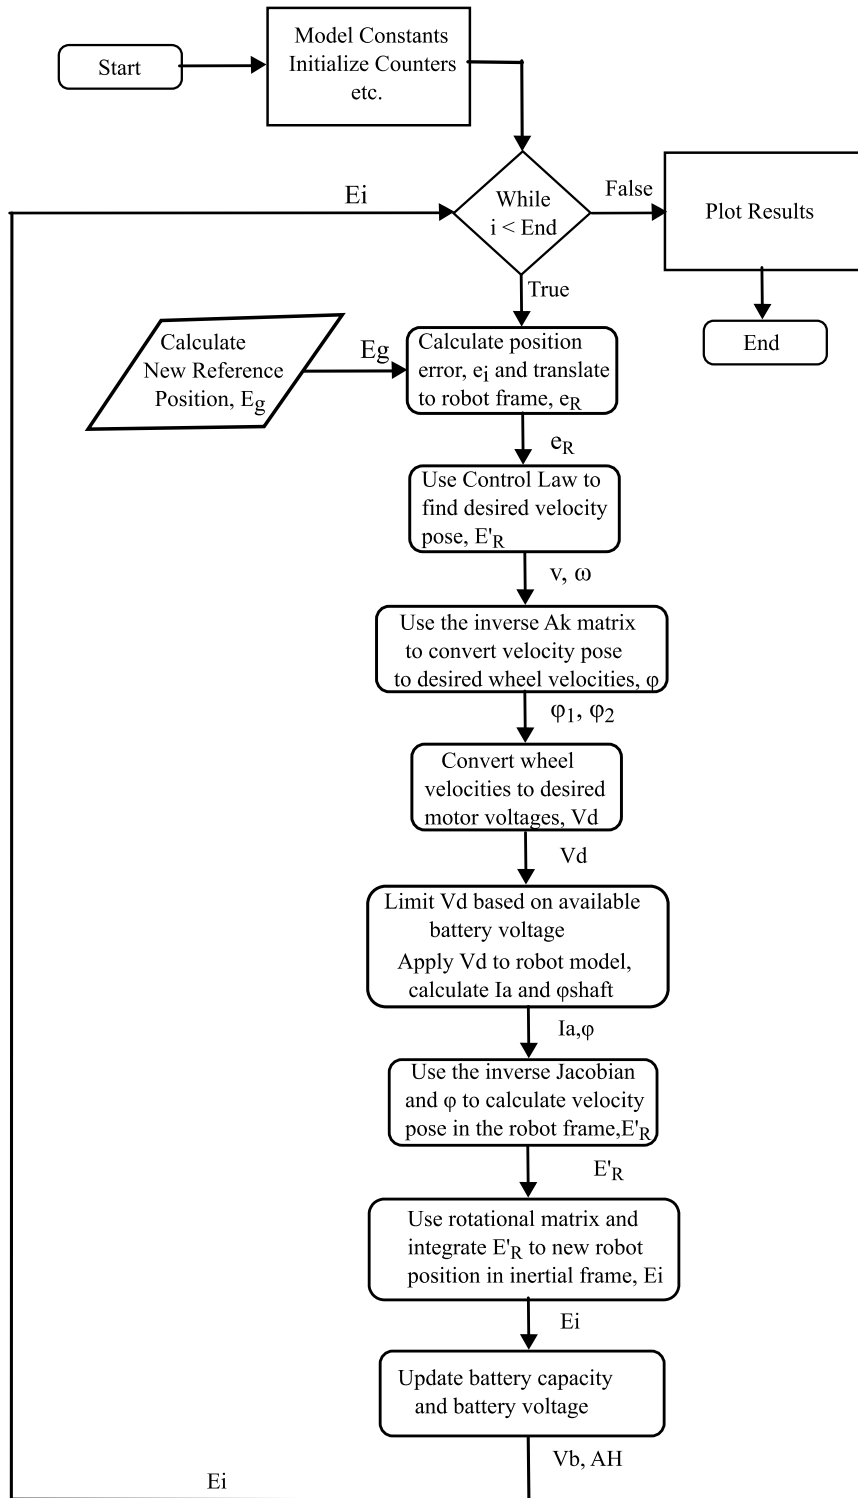 Start
Model Constants
Initialize Counters
etc.
Ei
While
i < End
False
Plot Results
True
End
Calculate
New Reference
Position, Eg
Eg
Calculate position
error, ei and translate
to robot frame, eR
eR
Use Control Law to
find desired velocity
pose, E'R
v, ω
Use the inverse Ak matrix
to convert velocity pose
to desired wheel velocities, φ
φ1, φ2
Convert wheel
velocities to desired
motor voltages, Vd
Vd
Limit Vd based on available
battery voltage
Apply Vd to robot model,
calculate Ia and φshaft
Ia,φ
Use the inverse Jacobian
and φ to calculate velocity
pose in the robot frame,E'R
E'R
Use rotational matrix and
integrate E'R to new robot
position in inertial frame, Ei
Ei
Update battery capacity
and battery voltage
Vb, AH
Ei